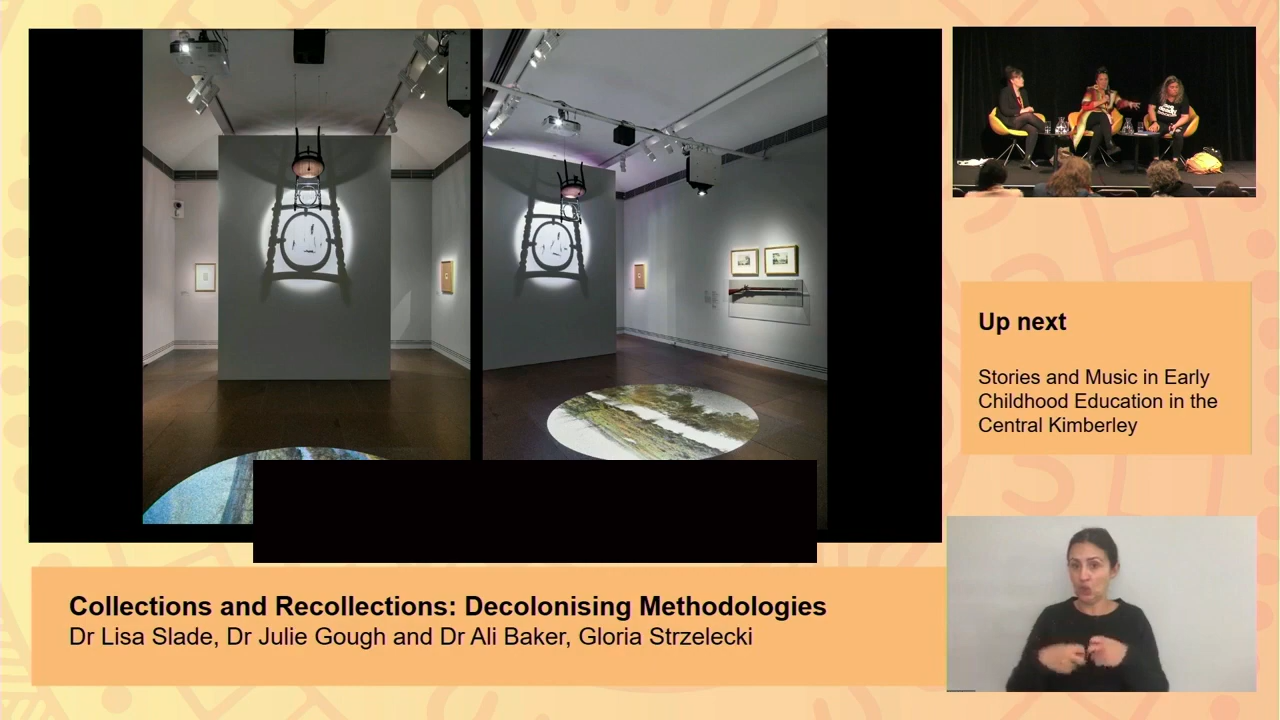 Up next
Stories and Music in Early
Childhood Education in the
Central Kimberley
Collections and Recollections: Decolonising Methodologies
Dr Lisa Slade, Dr Julie Gough and Dr Ali Baker, Gloria Strzelecki